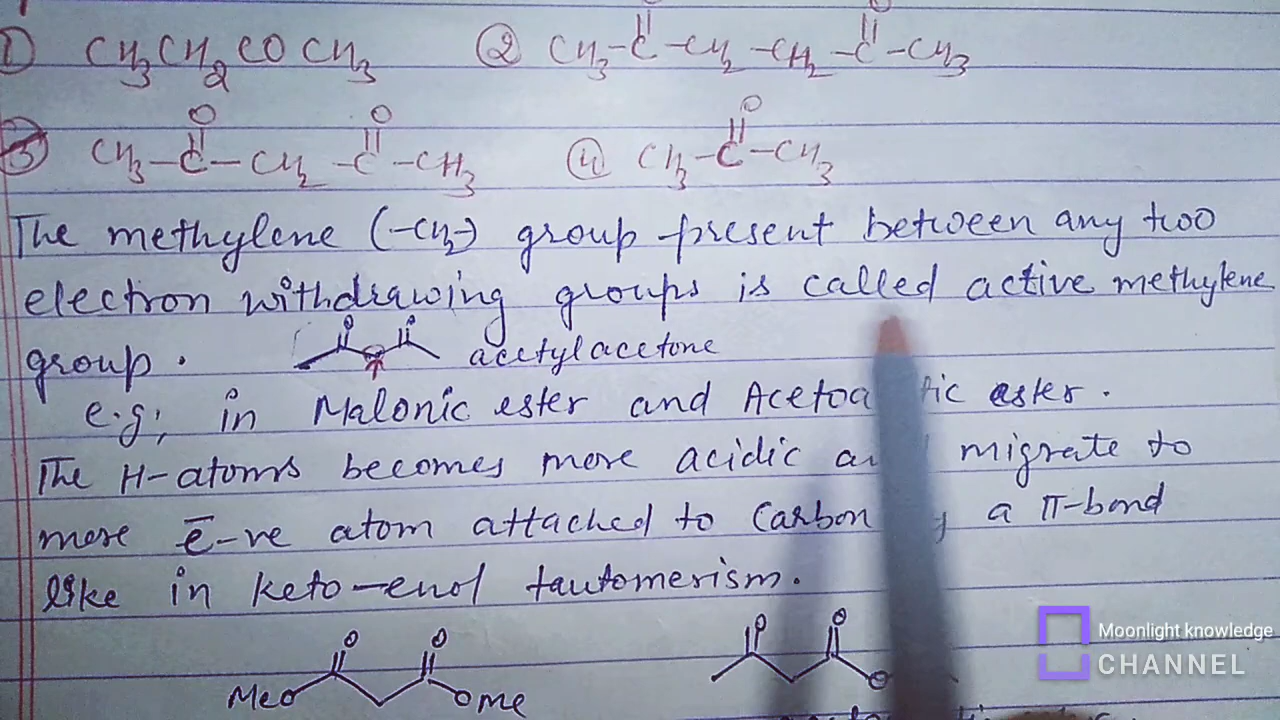 ① CH₃CH₂COCH₃ ② CH₃-C(=O)-CH₂-CH₂-C(=O)-CH₃
③ CH₃-C(=O)-CH₂-C(=O)-CH₃ ④ CH₃-C(=O)-CH₃
The methylene (-CH₂-) group present between any two
electron withdrawing groups is called active methylene
group. O O acetylacetone
e.g; in Malonic ester and ester.
The H-atoms becomes more acidic migrate to
more e̅-ve atom attached to Carbon a π-bond
like in keto-enol tautomerism.
O O O O
MeO OMe O
Moonlight knowledge
CHANNEL